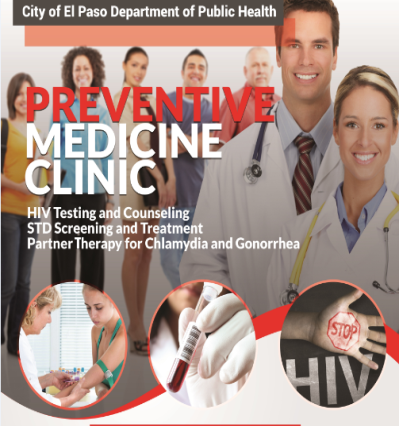 City of El Paso Department of Public Health
PREVENTIVE
MEDICINE
CLINIC
HIV Testing and Counseling
STD Screening and Treatment
Partner Therapy for Chlamydia and Gonorrhea
STOP
HIV